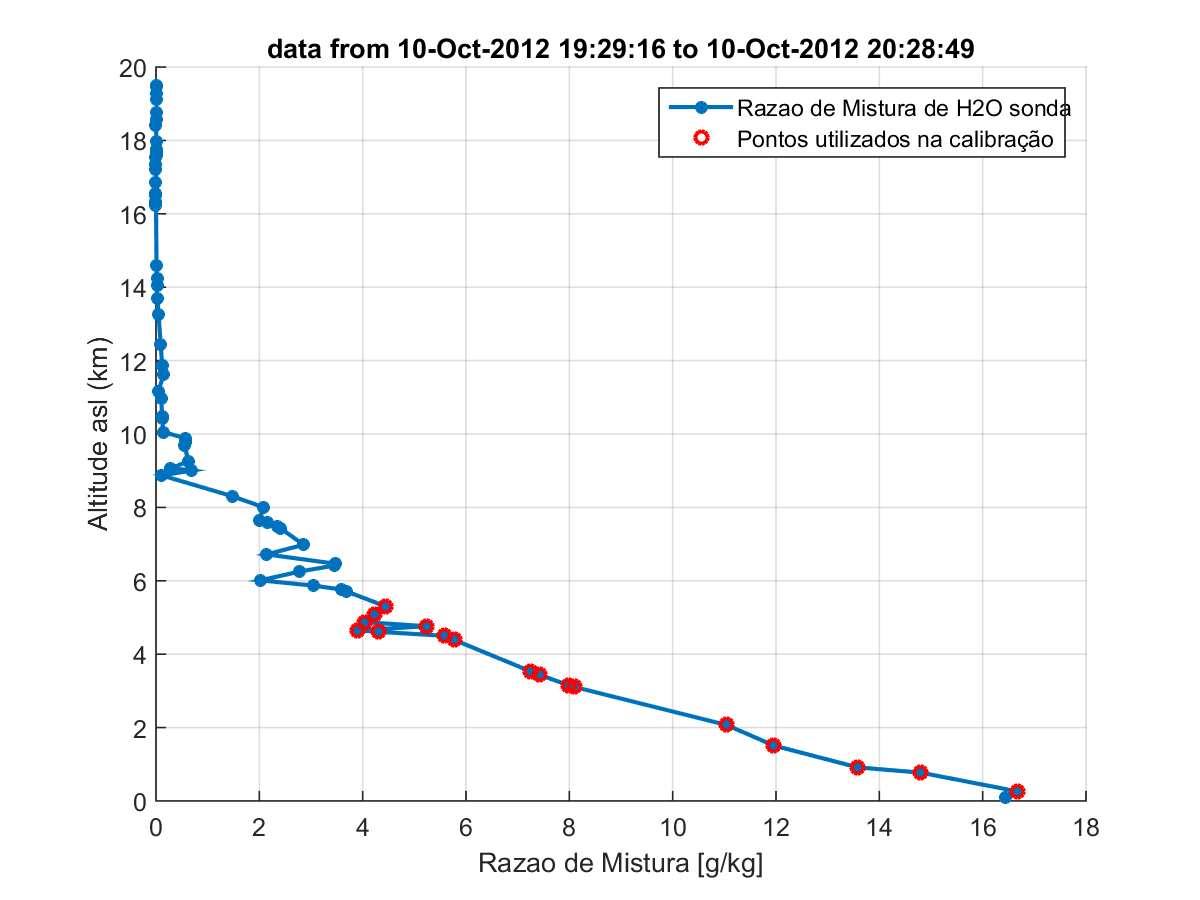 data from 10-Oct-2012 19:29:16 to 10-Oct-2012 20:28:49
Razao de Mistura de H2O sonda
Pontos utilizados na calibração
Altitude asl (km)
20
18
16
14
12
10
8
6
4
2
0
0 2 4 6 8 10 12 14 16 18
Razao de Mistura [g/kg]